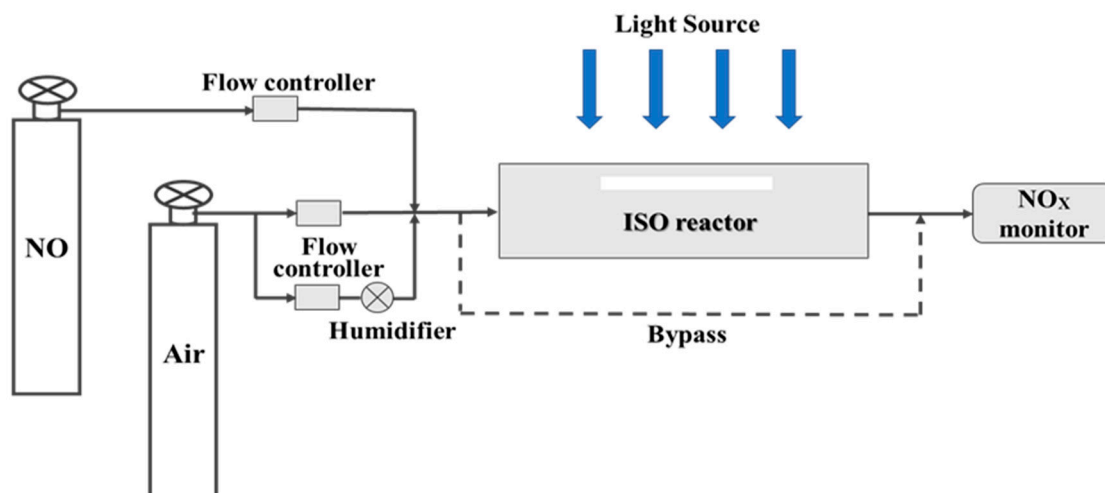 Light Source
Flow controller
NO
ISO reactor
NOX
monitor
Flow
controller
Humidifier
Bypass
Air